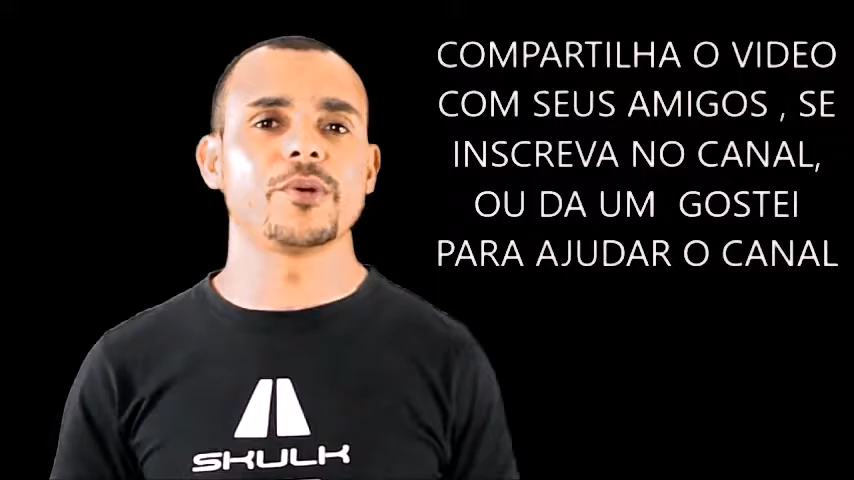 COMPARTILHA O VIDEO
COM SEUS AMIGOS , SE
INSCREVA NO CANAL,
OU DA UM  GOSTEI
PARA AJUDAR O CANAL
SKULK